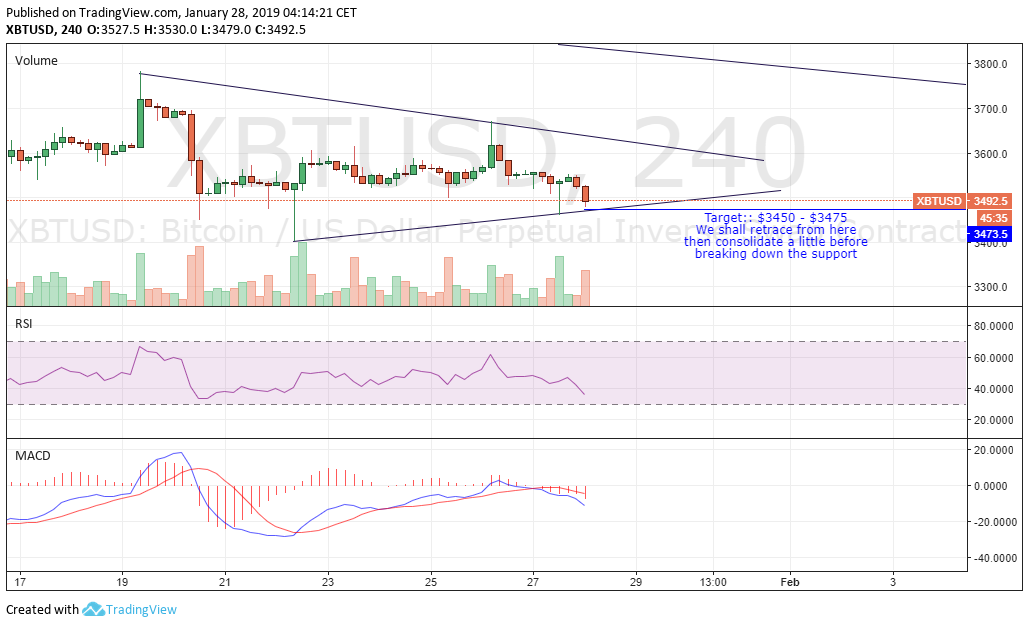 Published on TradingView.com, January 28, 2019 04:14:21 CET
XBTUSD, 240 O:3527.5 H:3530.0 L:3479.0 C:3492.5
Volume
3800.0
3700.0
XBTUSD, 240
3600.0
XBTUSD 3492.5
45:35
Target:: $3450 - $3475
XBTUSD: Bitcoin / US Dollar Perpetual Inver Contract
We shall retrace from here
3473.5
then consolidate a little before
3400.0
breaking down the support
3300.0
RSI
80.0000
60.0000
40.0000
20.0000
MACD
20.0000
0.0000
-20.0000
-40.0000
17 19 21 23 25 27 29 13:00 Feb 3
Created with TradingView